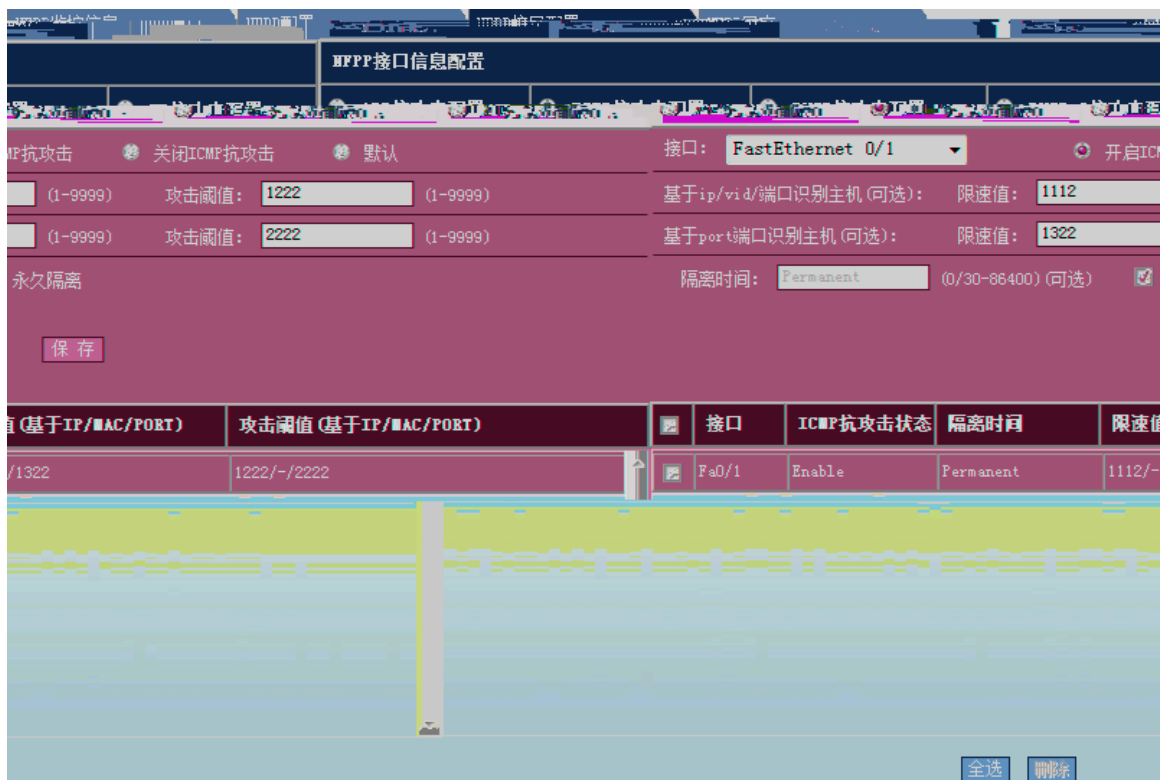 NFPP接口信息配置
MP抗攻击 关闭ICMP抗攻击 默认 接口: FastEthernet 0/1 开启ICM
(1-9999) 攻击阈值: 1222 (1-9999) 基于ip/vid/端口识别主机(可选): 限速值: 1112
(1-9999) 攻击阈值: 2222 (1-9999) 基于port端口识别主机(可选): 限速值: 1322
永久隔离 隔离时间: Permanent (0/30-86400)(可选)
保 存
值(基于IP/MAC/PORT) 攻击阈值(基于IP/MAC/PORT) 接口 ICMP抗攻击状态 隔离时间 限速值
/1322 1222/-/2222 Fa0/1 Enable Permanent 1112/-
全选 删除